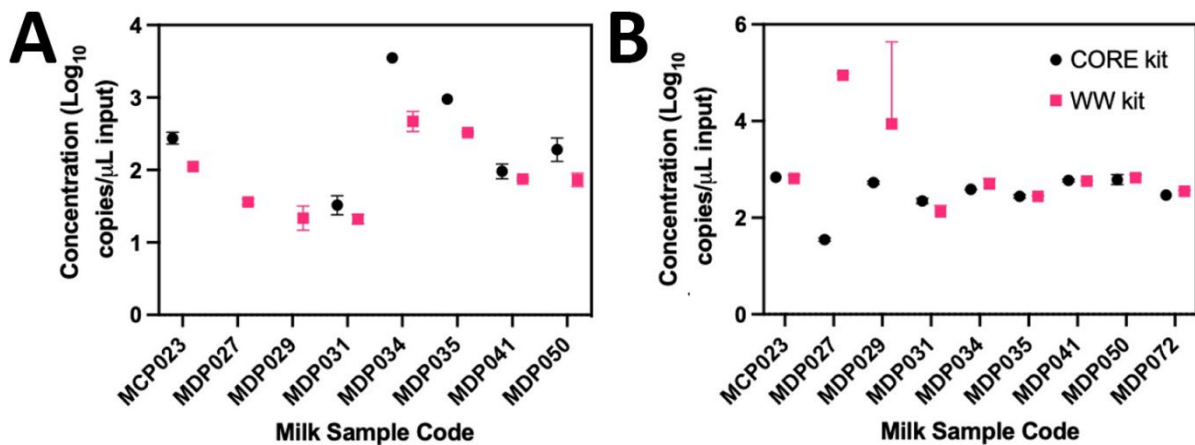 A
Concentration (Log10
copies/μL input)
4
3
2
1
0
MCP023
MDP027
MDP029
MDP031
MDP034
MDP035
MDP041
MDP050
Milk Sample Code
B
Concentration (Log10
copies/μL input)
6
4
2
0
CORE kit
WW kit
MCP023
MDP027
MDP029
MDP031
MDP034
MDP035
MDP041
MDP050
MDP072
Milk Sample Code